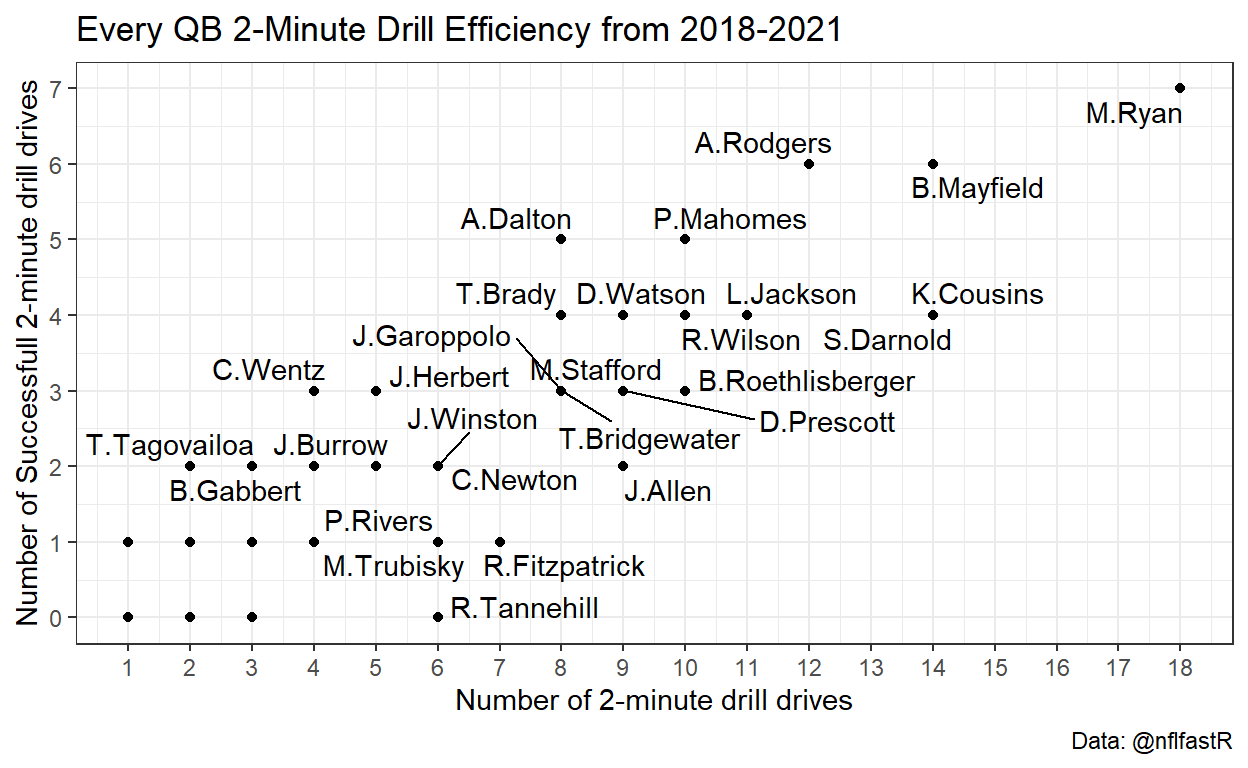 Every QB 2-Minute Drill Efficiency from 2018-2021
Number of Successfull 2-minute drill drives
7
6
5
4
3
2
1
0
M.Ryan
A.Rodgers
B.Mayfield
A.Dalton
P.Mahomes
T.Brady
D.Watson
L.Jackson
K.Cousins
J.Garoppolo
R.Wilson
S.Darnold
C.Wentz
J.Herbert
M.Stafford
B.Roethlisberger
J.Winston
D.Prescott
T.Tagovailoa
J.Burrow
T.Bridgewater
B.Gabbert
C.Newton
J.Allen
P.Rivers
M.Trubisky
R.Fitzpatrick
R.Tannehill
1 2 3 4 5 6 7 8 9 10 11 12 13 14 15 16 17 18
Number of 2-minute drill drives
Data: @nflfastR